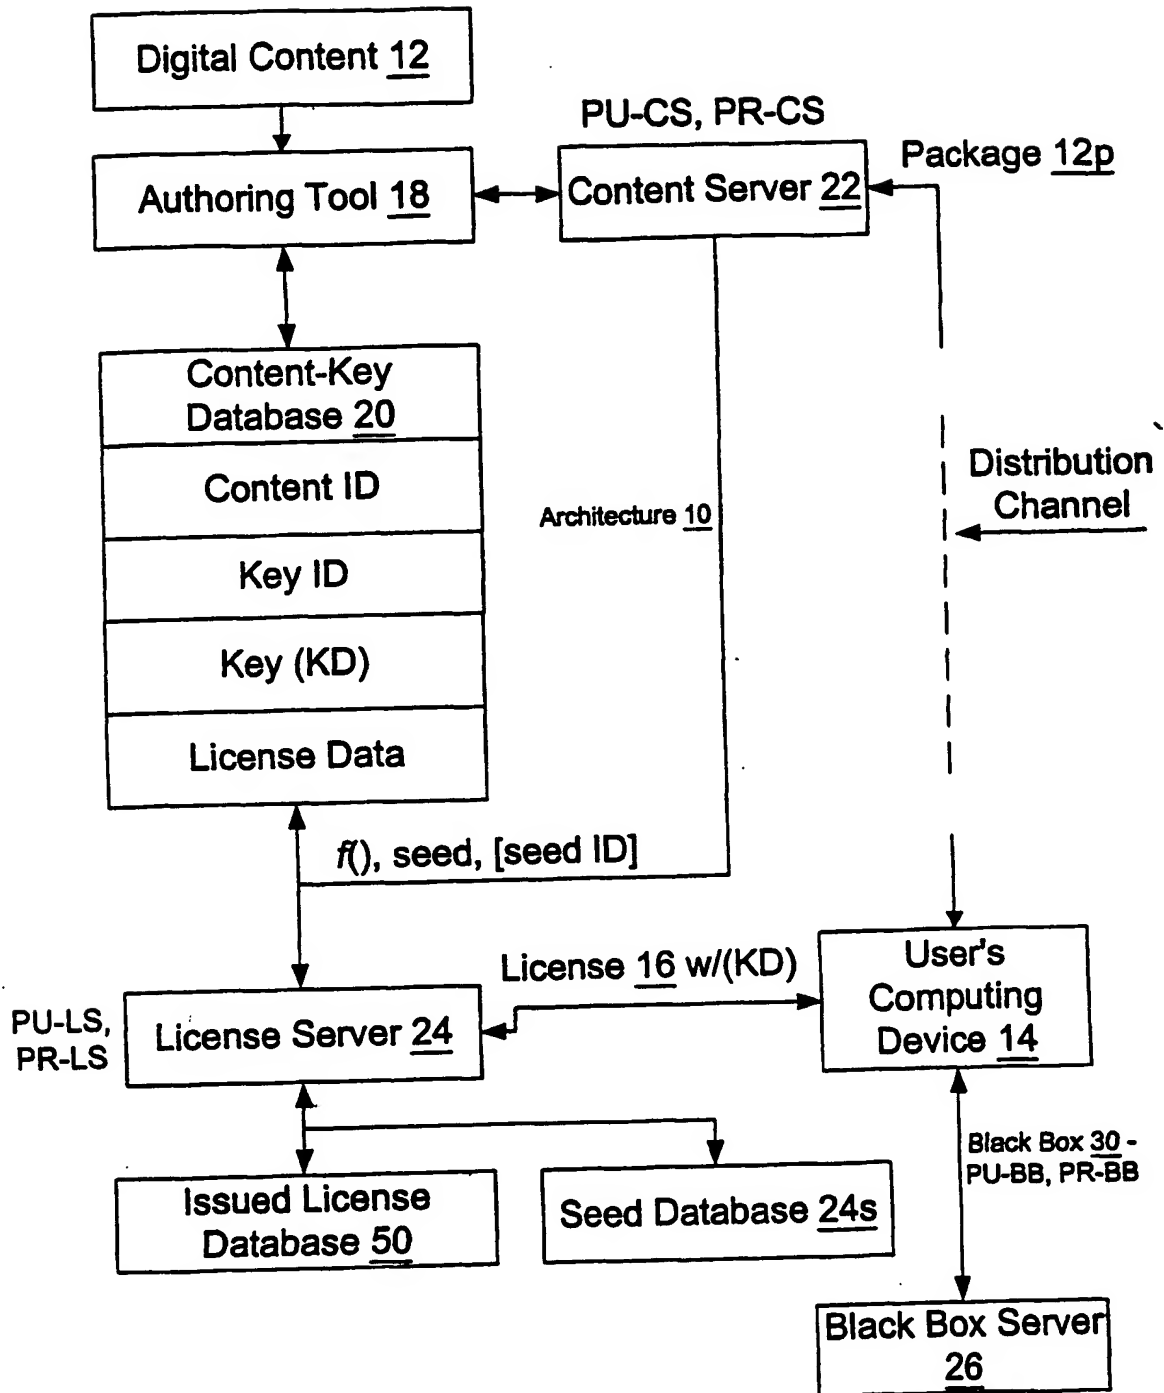 Digital Content 12
PU-CS, PR-CS
Package 12p
Authoring Tool 18
Content Server 22
Content-Key
Database 20
Content ID
Key ID
Key (KD)
License Data
Architecture 10
Distribution
Channel
f(), seed, [seed ID]
License 16 w/(KD)
User's
Computing
Device 14
PU-LS,
PR-LS
License Server 24
Black Box 30 -
PU-BB, PR-BB
Issued License
Database 50
Seed Database 24s
Black Box Server
26